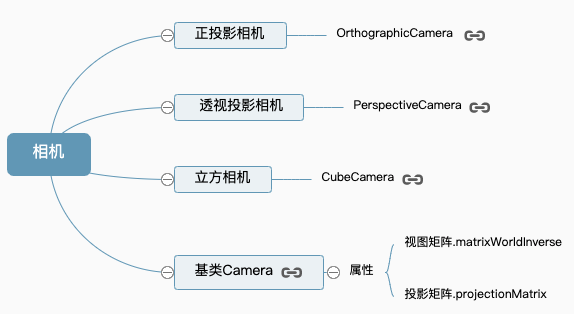 正投影相机
OrthographicCamera
透视投影相机
PerspectiveCamera
相机
立方相机
CubeCamera
基类Camera
属性
视图矩阵.matrixWorldInverse
投影矩阵.projectionMatrix